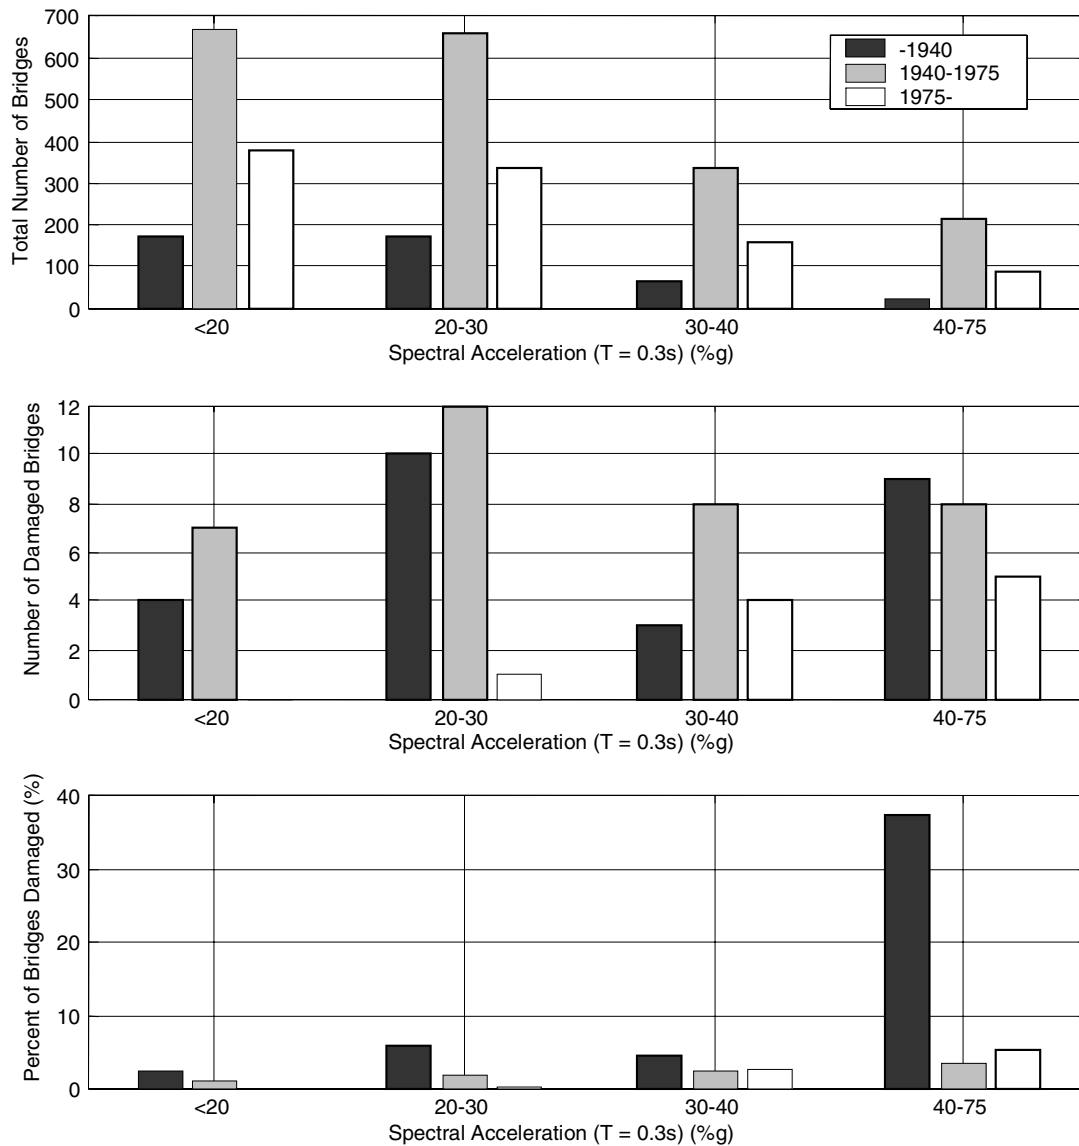 Total Number of Bridges
700
600
500
400
300
200
100
0
-1940
1940-1975
1975-
<20 20-30 30-40 40-75
Spectral Acceleration (T = 0.3s) (%g)
Number of Damaged Bridges
12
10
8
6
4
2
0
<20 20-30 30-40 40-75
Spectral Acceleration (T = 0.3s) (%g)
Percent of Bridges Damaged (%)
40
30
20
10
0
<20 20-30 30-40 40-75
Spectral Acceleration (T = 0.3s) (%g)